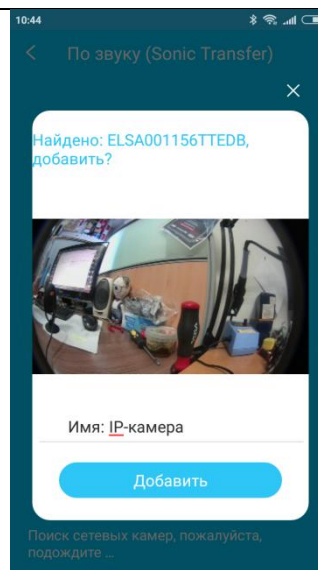 10:44
По звуку (Sonic Transfer)
Найдено: ELSA001156TTEDB,
добавить?
Имя: IP-камера
Добавить
Поиск сетевых камер, пожалуйста,
подождите ...